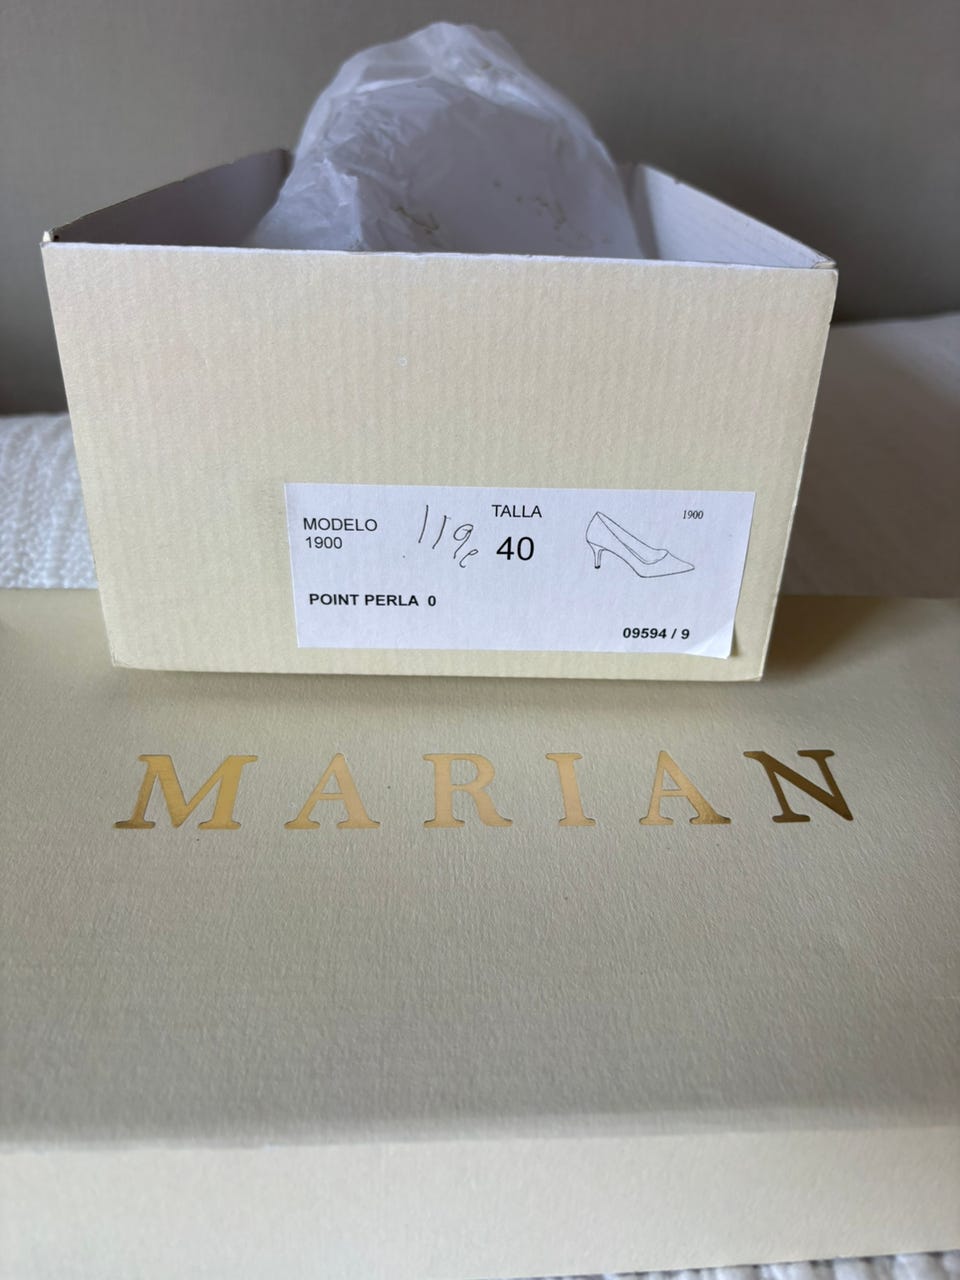 MODELO
1900
119€
TALLA
40
1900
POINT PERLA 0
09594 / 9
MARIAN